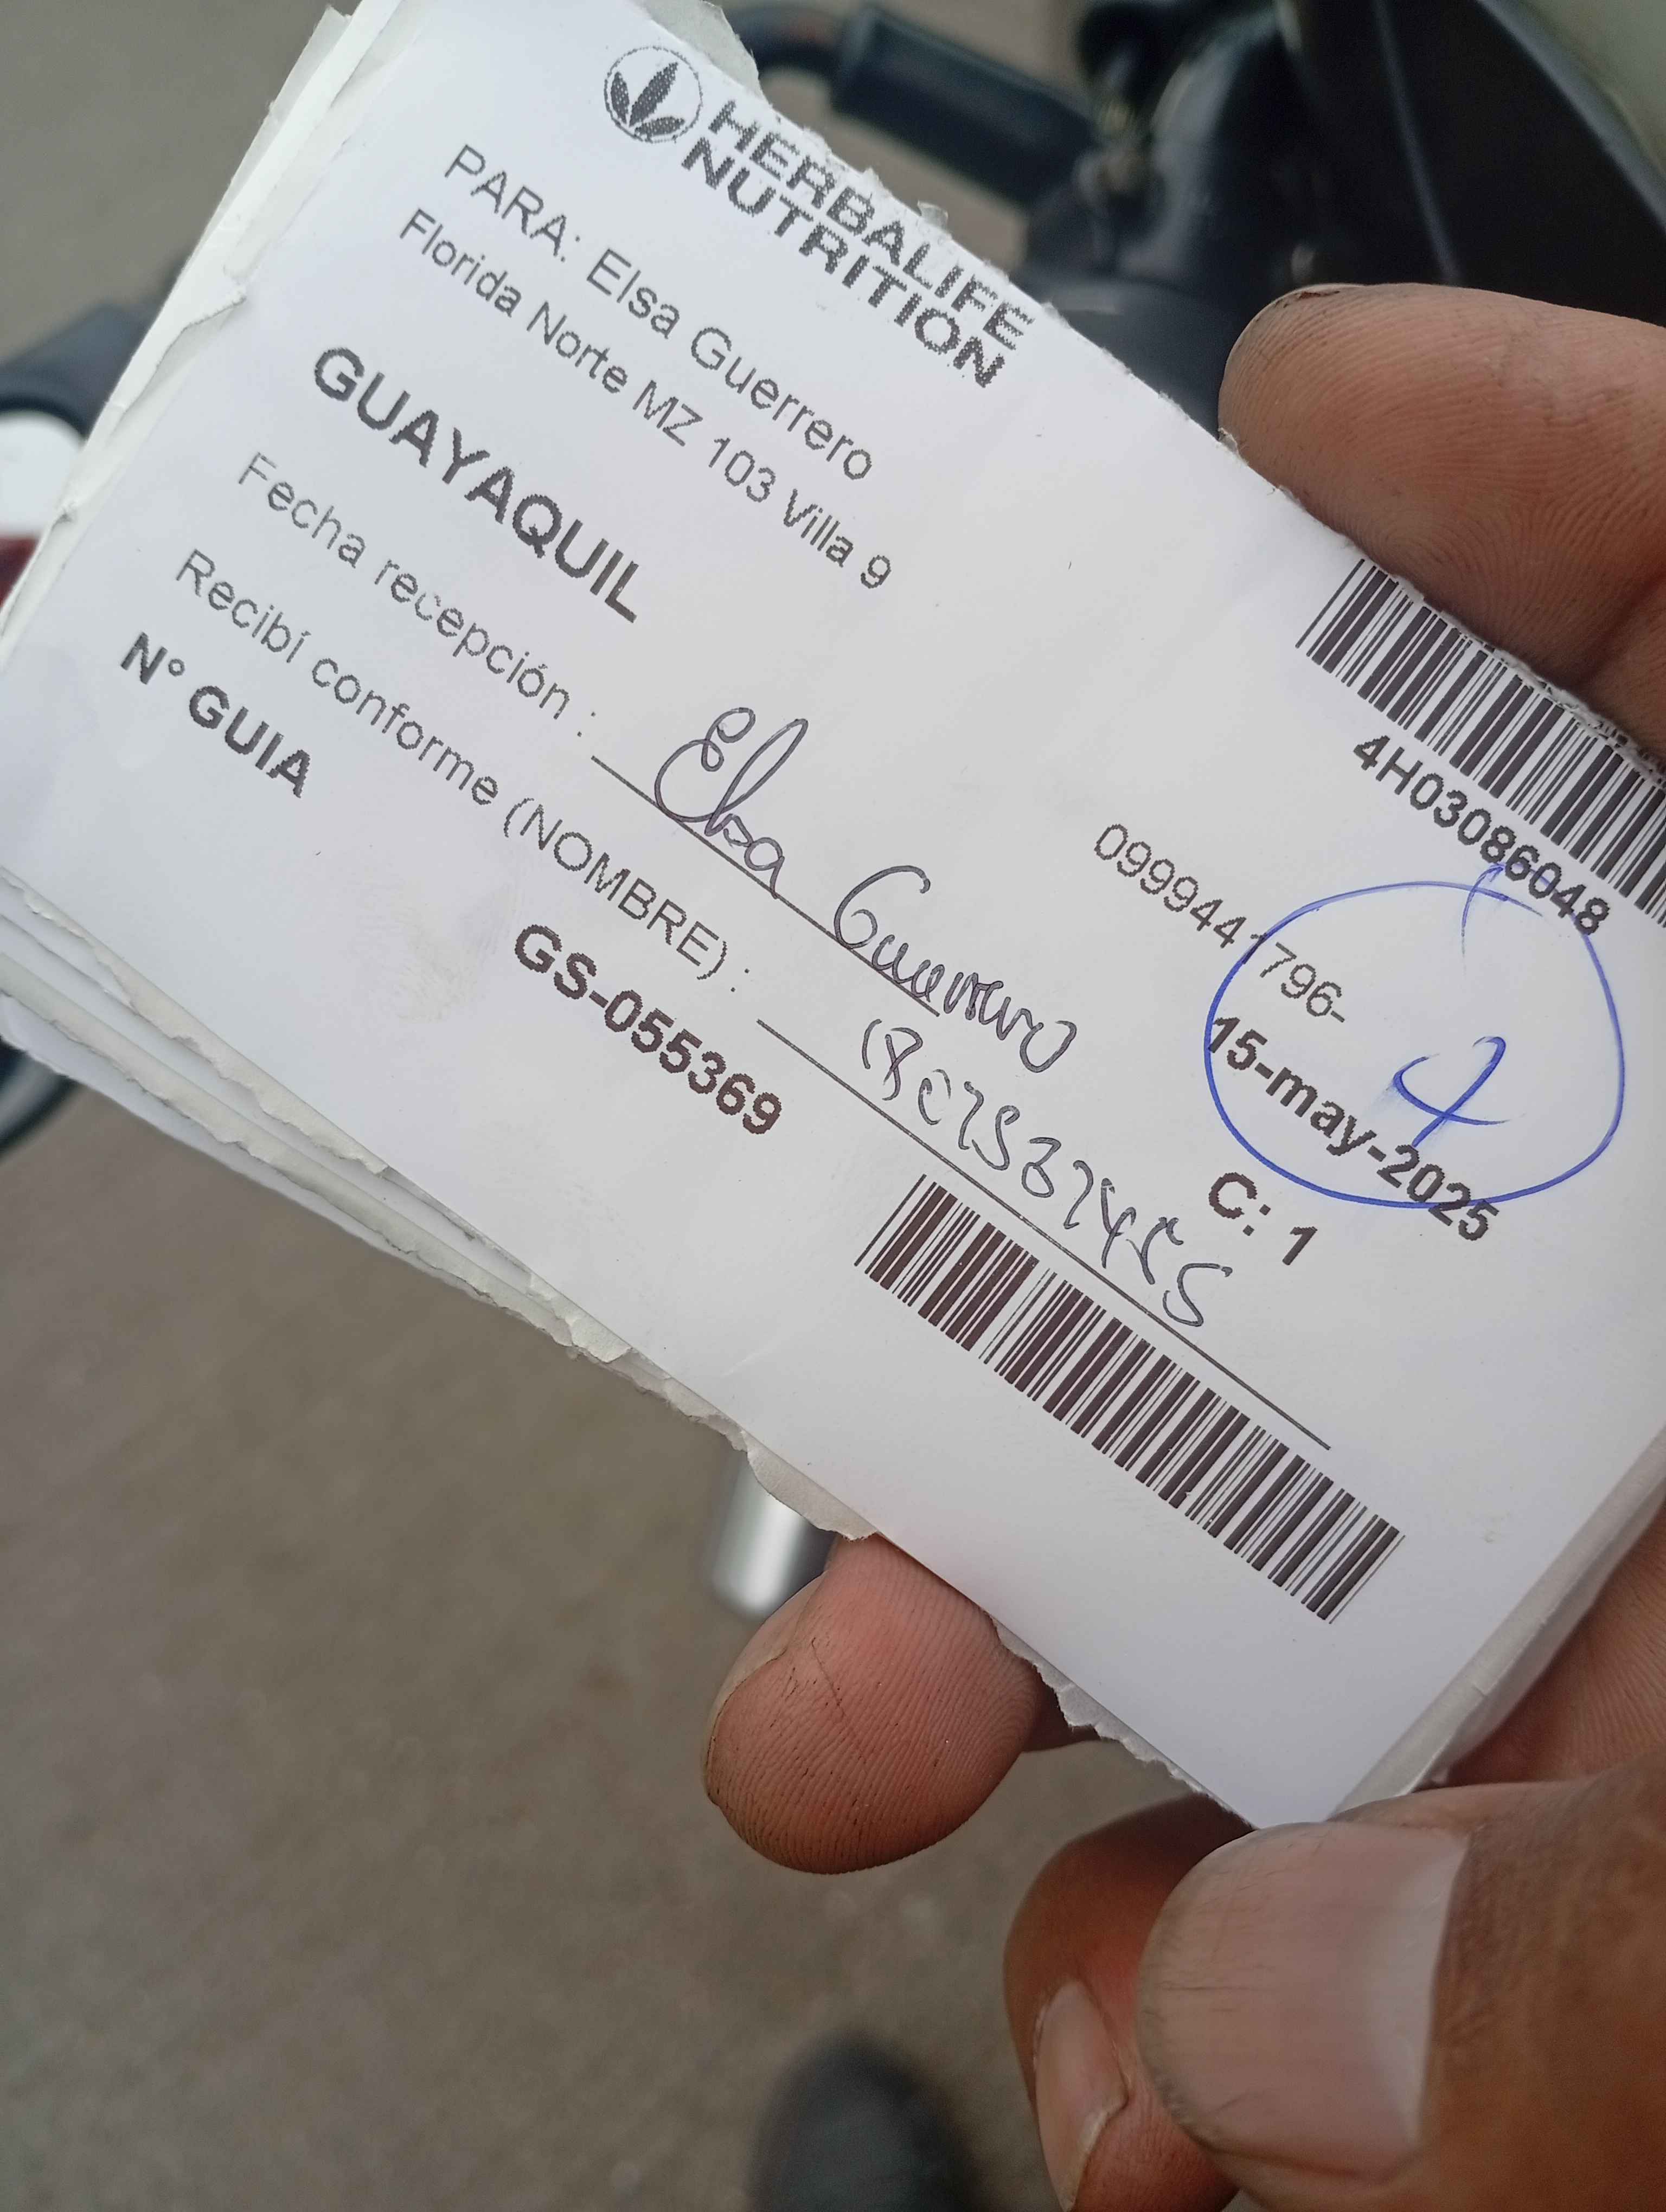 HERBALIFE
NUTRITION
4H03086048
PARA: Elsa Guerrero
0999441796-
Florida Norte MZ 103 Villa 9
15-may-2025
7
GUAYAQUIL
C: 1
Fecha recepción : Elsa Guerrero
Recibí conforme (NOMBRE) :
Nº GUIA
GS-055369